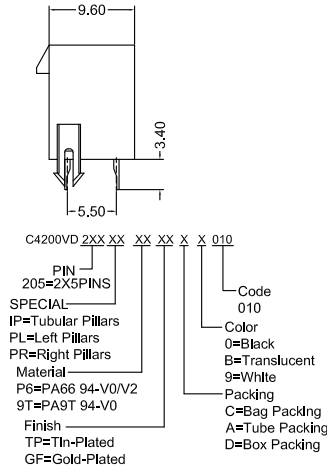 9.60
3.40
5.50
C4200VD 2XX XX XX XX X X 010
PIN
205=2X5PINS
SPECIAL
IP=Tubular Pillars
PL=Left Pillars
PR=Right Pillars
Material
P6=PA66 94-V0/V2
9T=PA9T 94-V0
Finish
TP=Tin-Plated
GF=Gold-Plated
Code
010
Color
0=Black
B=Translucent
9=White
Packing
C=Bag Packing
A=Tube Packing
D=Box Packing